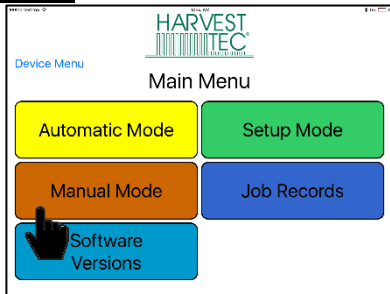 HARVEST
TEC
Device Menu
Main Menu
Automatic Mode
Setup Mode
Manual Mode
Job Records
Software
Versions